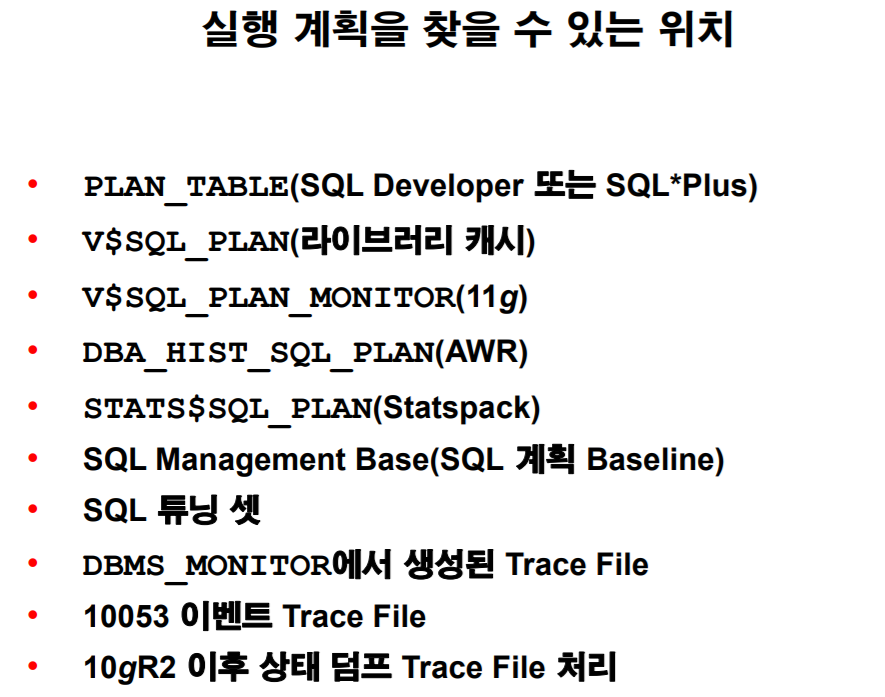 실행 계획을 찾을 수 있는 위치
• PLAN_TABLE(SQL Developer 또는 SQL*Plus)
• V$SQL_PLAN(라이브러리 캐시)
• V$SQL_PLAN_MONITOR(11g)
• DBA_HIST_SQL_PLAN(AWR)
• STATS$SQL_PLAN(Statspack)
• SQL Management Base(SQL 계획 Baseline)
• SQL 튜닝 셋
• DBMS_MONITOR에서 생성된 Trace File
• 10053 이벤트 Trace File
• 10gR2 이후 상태 덤프 Trace File 처리